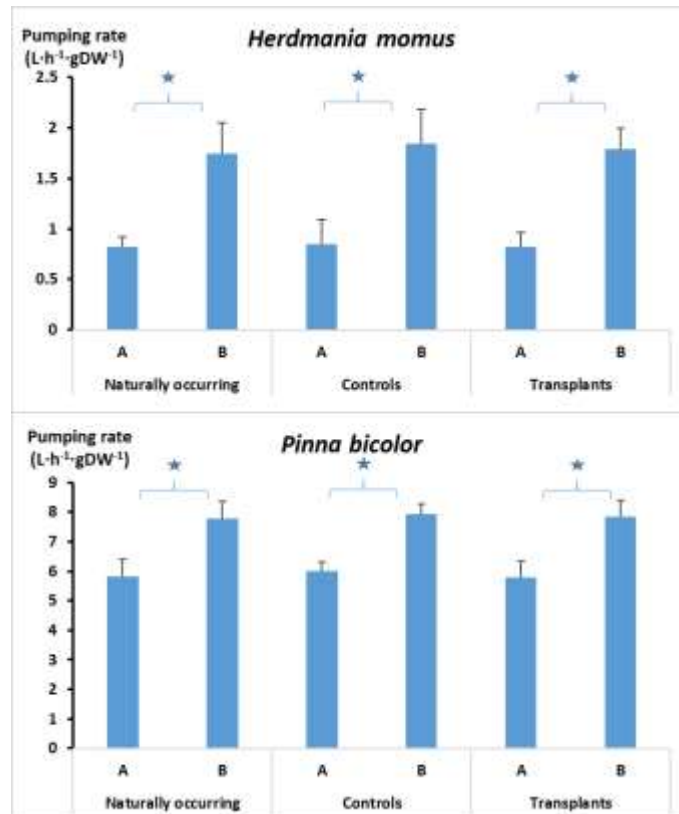 Pumping rate
(L·h⁻¹·gDW⁻¹)
Herdmania momus
2.5
2
1.5
1
0.5
0
A B A B A B
Naturally occurring Controls Transplants
Pumping rate
(L·h⁻¹·gDW⁻¹)
Pinna bicolor
9
8
7
6
5
4
3
2
1
0
A B A B A B
Naturally occurring Controls Transplants